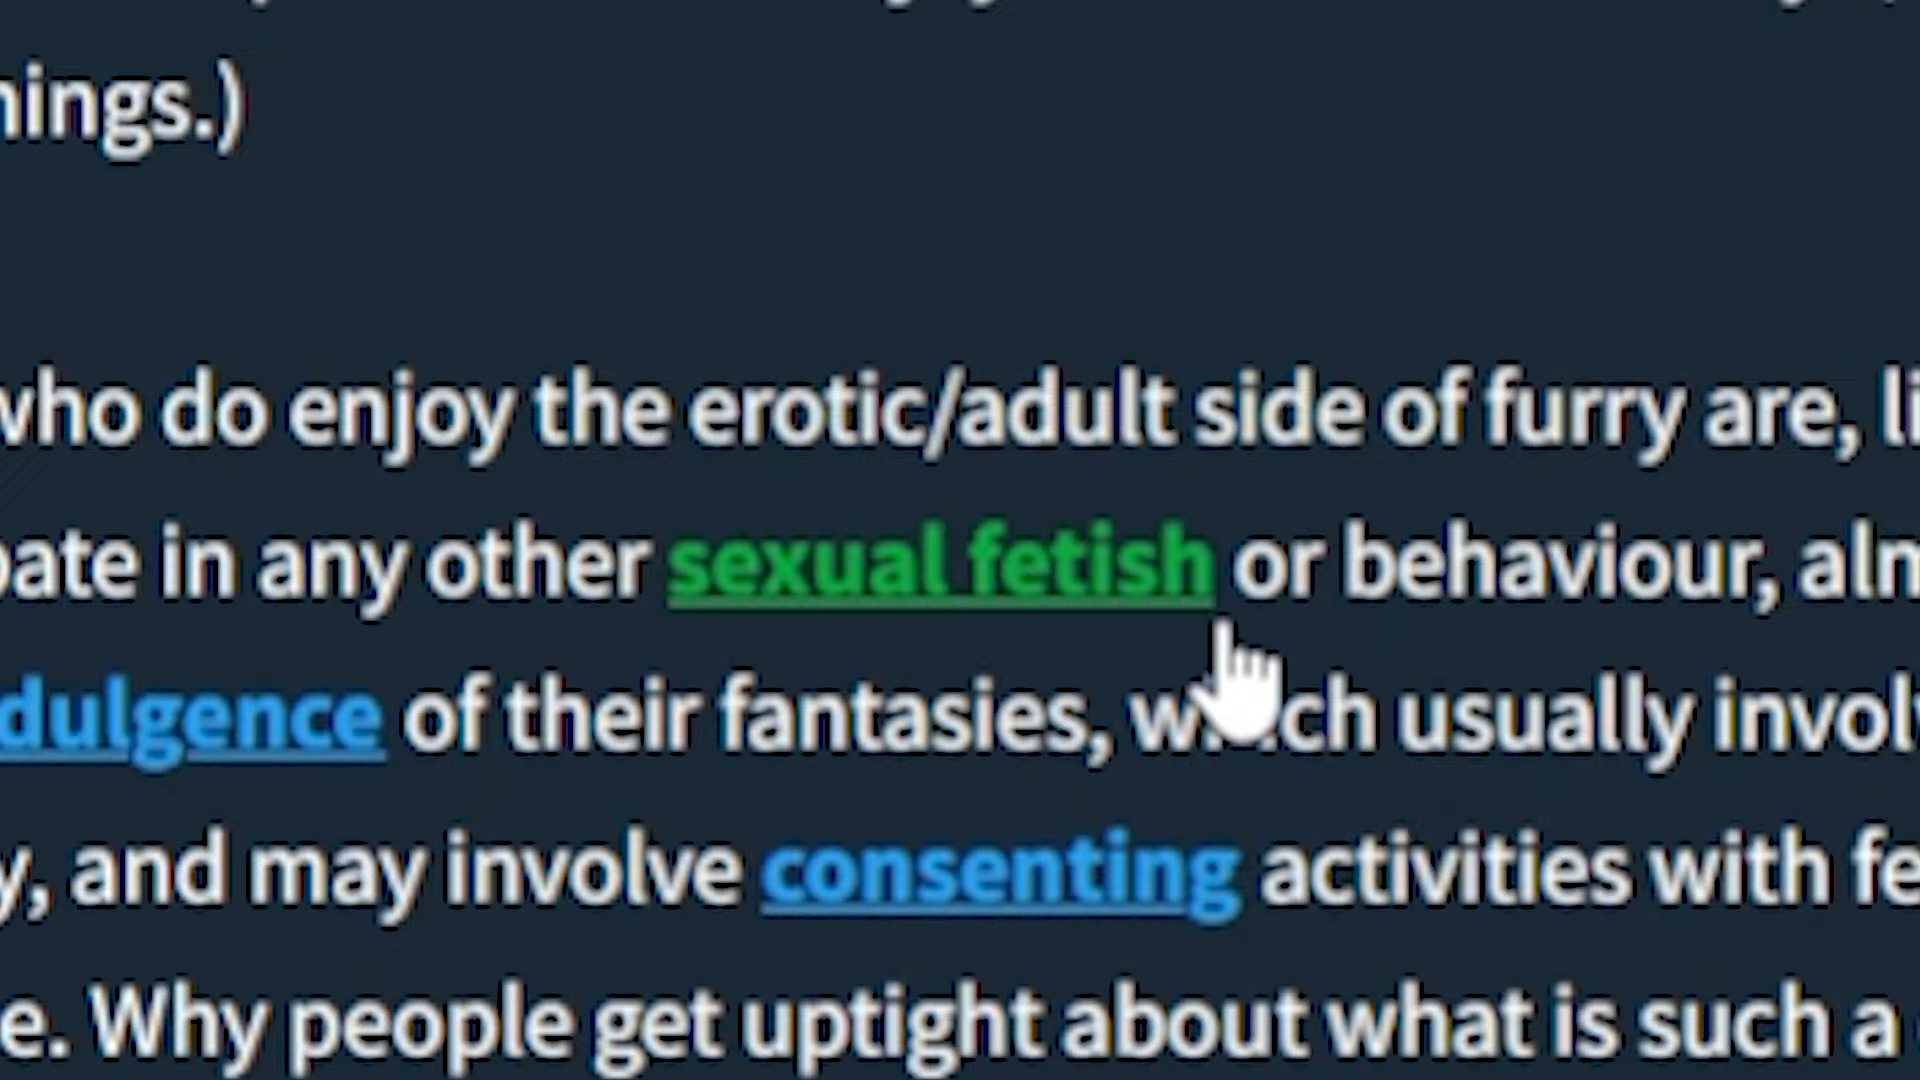 nings.)
who do enjoy the erotic/adult side of furry are, li
pate in any other sexual fetish or behaviour, alm
dulgence of their fantasies, which usually involv
y, and may involve consenting activities with fe
e. Why people get uptight about what is such a